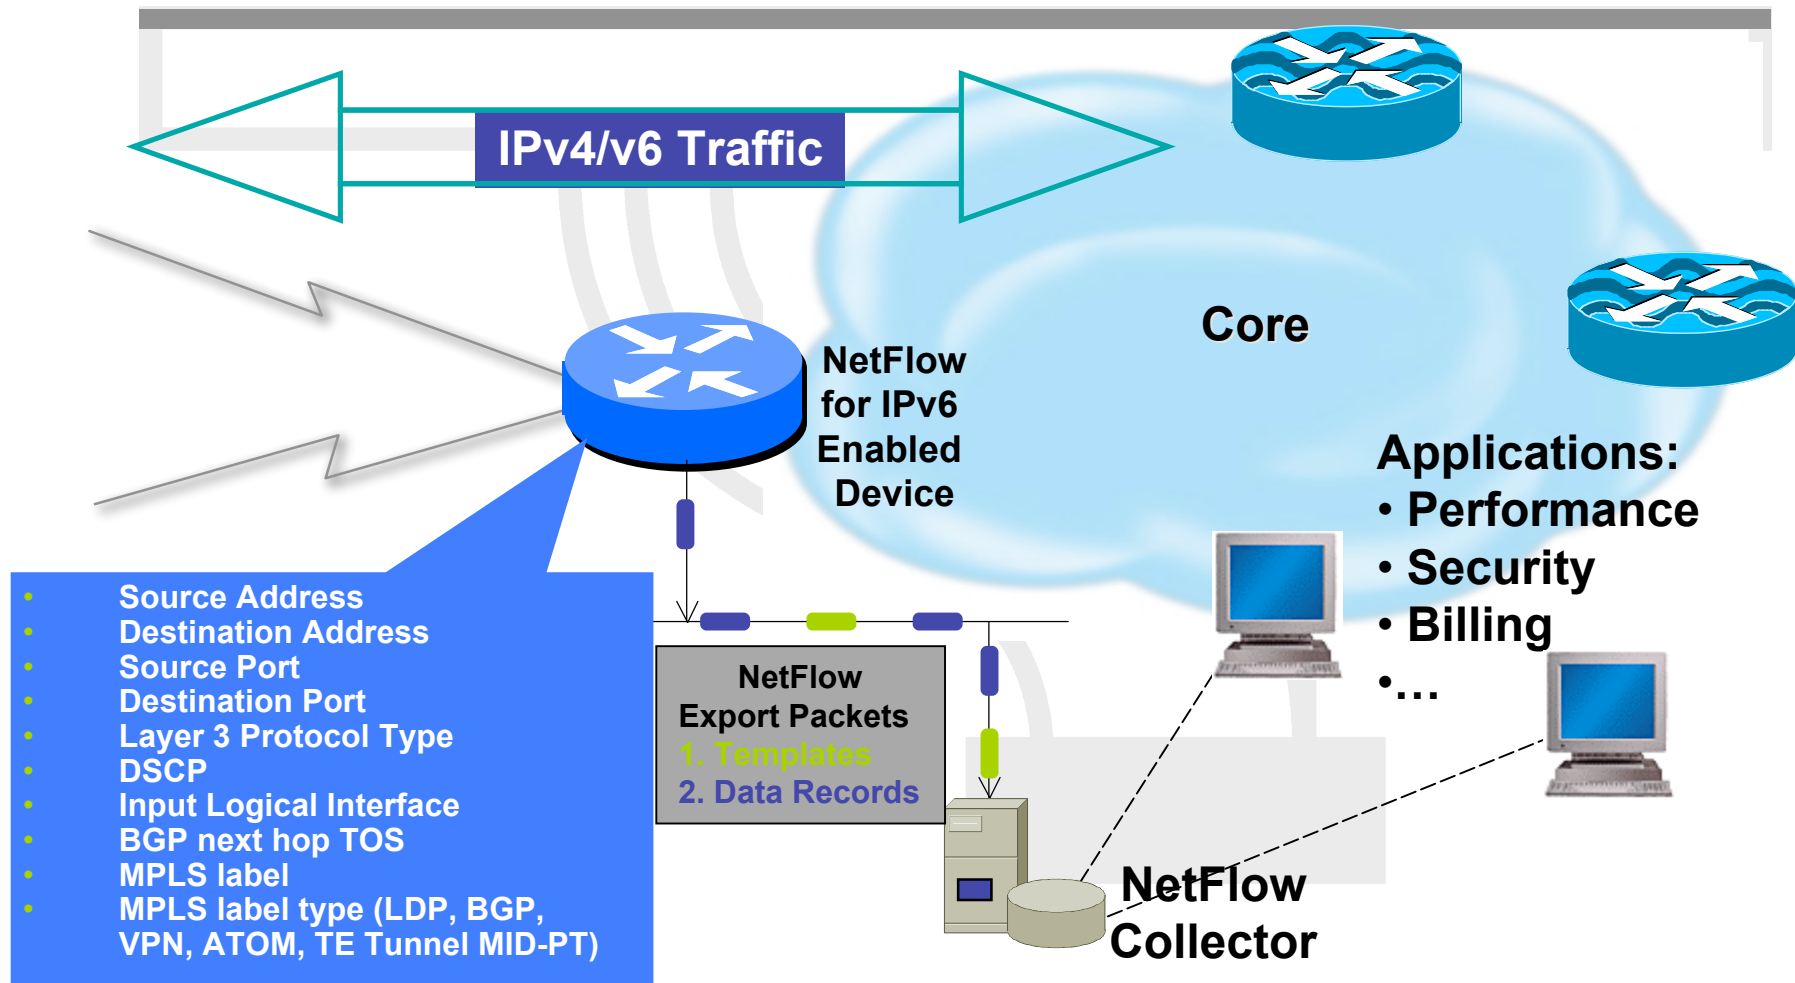 IPv4/v6 Traffic
Core
NetFlow
for IPv6
Enabled
Device
Applications:
• Performance
• Security
• Billing
•...
• Source Address
• Destination Address
• Source Port
• Destination Port
• Layer 3 Protocol Type
• DSCP
• Input Logical Interface
• BGP next hop TOS
• MPLS label
• MPLS label type (LDP, BGP,
VPN, ATOM, TE Tunnel MID-PT)
NetFlow
Export Packets
1. Templates
2. Data Records
NetFlow
Collector